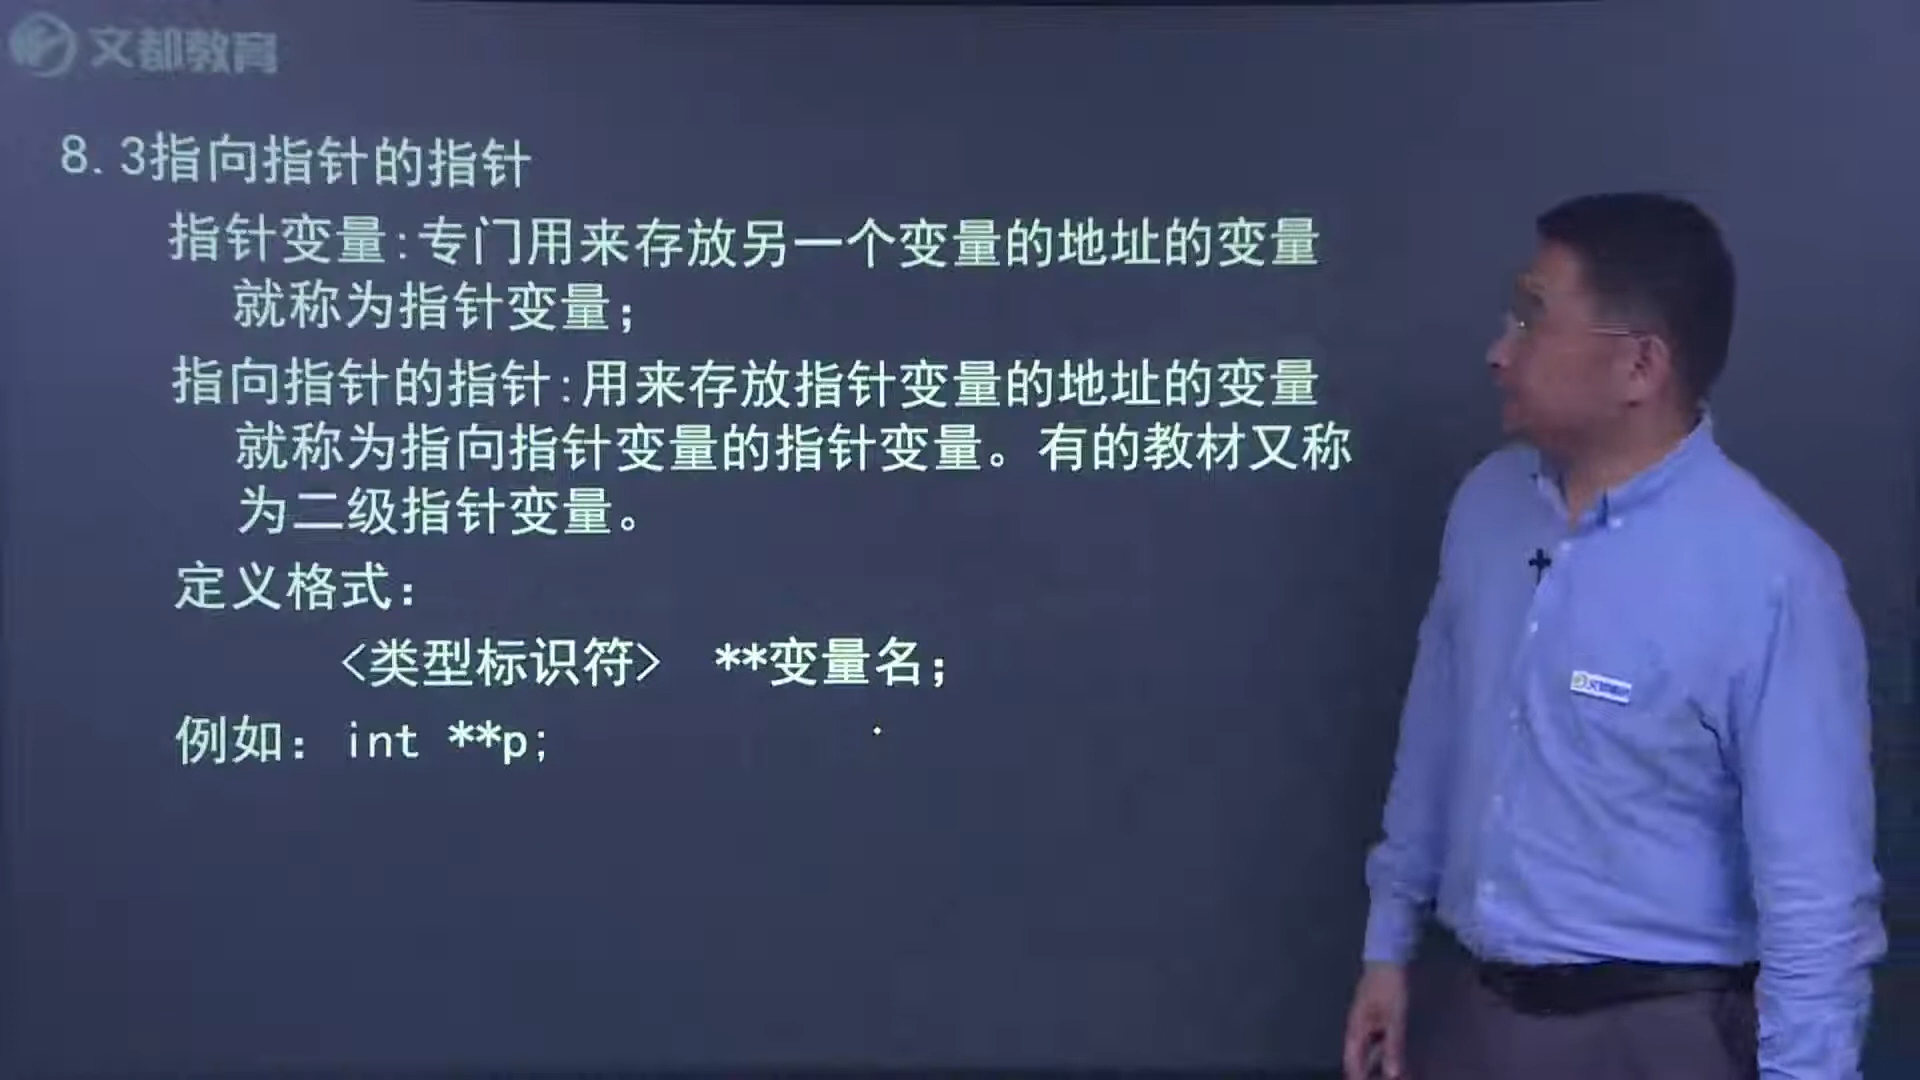 文都教育
8.3指向指针的指针
指针变量:专门用来存放另一个变量的地址的变量
就称为指针变量;
指向指针的指针:用来存放指针变量的地址的变量
就称为指向指针变量的指针变量。有的教材又称
为二级指针变量。
定义格式:
<类型标识符> **变量名;
例如: int **p;